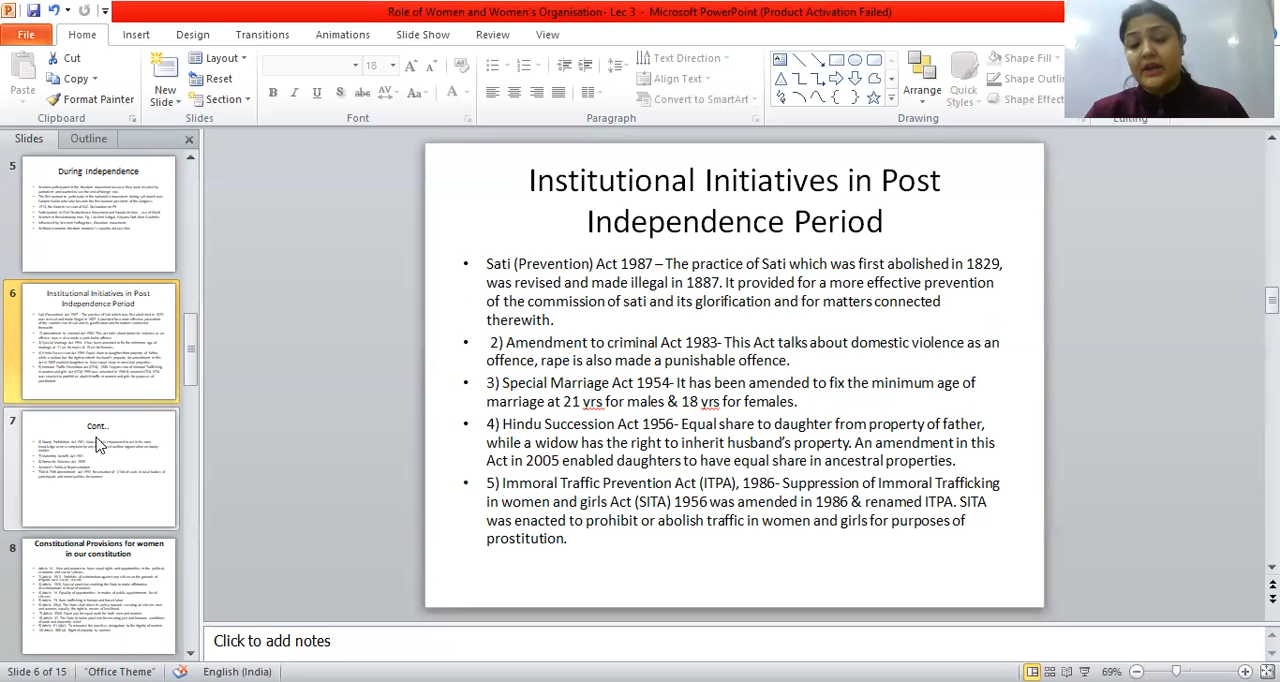 Role of Women and Women's Organisation- Lec 3 - Microsoft PowerPoint (Product Activation Failed)
File Home Insert Design Transitions Animations Slide Show Review View
Cut Layout 18 Text Direction Shape Fill
Copy Reset Align Text Shape Outli
Paste Format Painter New Slide Section Convert to SmartArt Arrange Quick Styles Shape Effect
Clipboard Slides Font Paragraph Drawing Editing
Slides Outline
5
During Independence
6
Institutional Initiatives in Post
Independence Period
7
Cont..
8
Constitutional Provisions for women
in our constitution
Institutional Initiatives in Post
Independence Period
• Sati (Prevention) Act 1987 – The practice of Sati which was first abolished in 1829,
was revised and made illegal in 1887. It provided for a more effective prevention
of the commission of sati and its glorification and for matters connected
therewith.
• 2) Amendment to criminal Act 1983- This Act talks about domestic violence as an
offence, rape is also made a punishable offence.
• 3) Special Marriage Act 1954- It has been amended to fix the minimum age of
marriage at 21 yrs for males & 18 yrs for females.
• 4) Hindu Succession Act 1956- Equal share to daughter from property of father,
while a widow has the right to inherit husband's property. An amendment in this
Act in 2005 enabled daughter to have equal share in ancestral properties.
• 5) Immoral Traffic Prevention Act (ITPA), 1986- Suppression of Immoral Trafficking
in women and girls Act (SITA) 1956 was amended in 1986 & renamed ITPA. SITA
was enacted to prohibit or abolish traffic in women and girls for purposes of
prostitution.
Click to add notes
Slide 6 of 15 "Office Theme" English (India) 69%